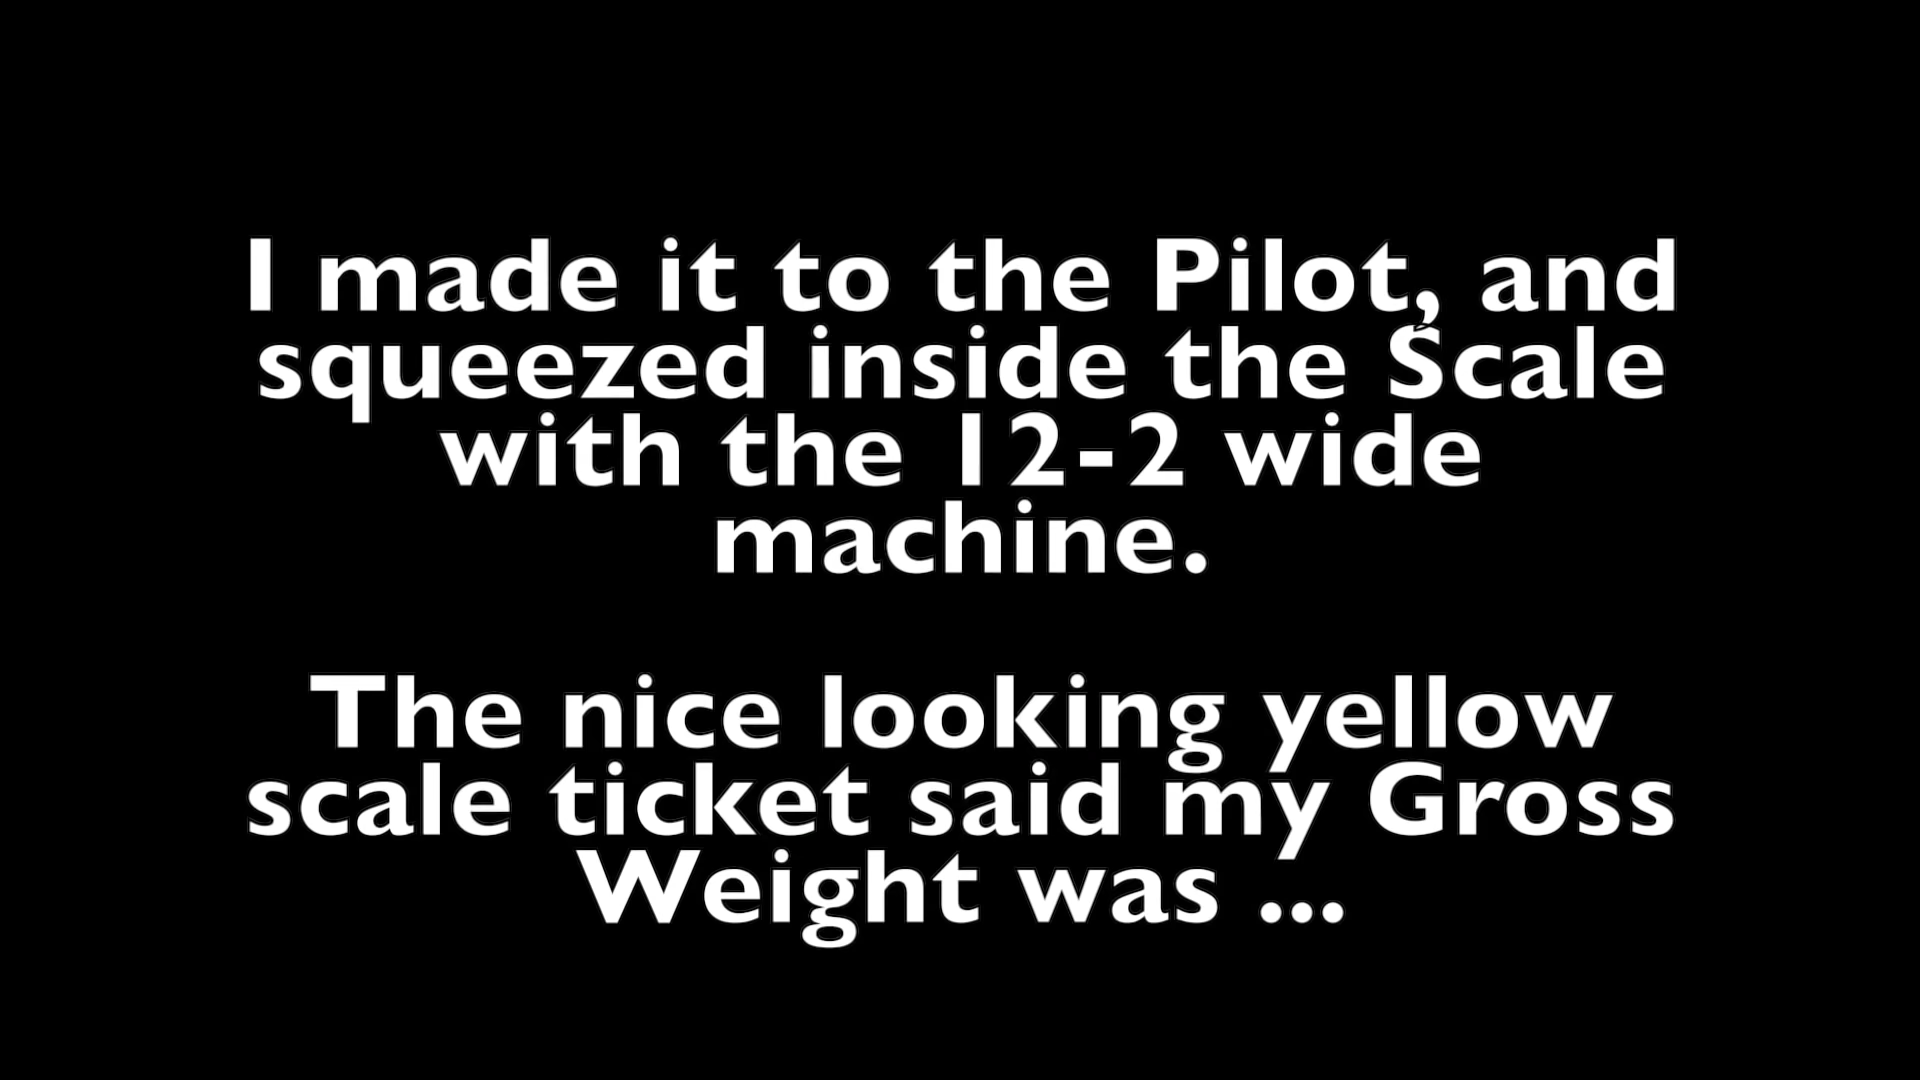 I made it to the Pilot, and
squeezed inside the Scale
with the 12-2 wide
machine.
The nice looking yellow
scale ticket said my Gross
Weight was ...